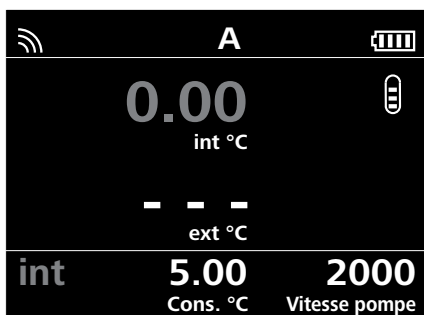 A
0.00
int °C
- - -
ext °C
int 5.00 2000
Cons. °C Vitesse pompe